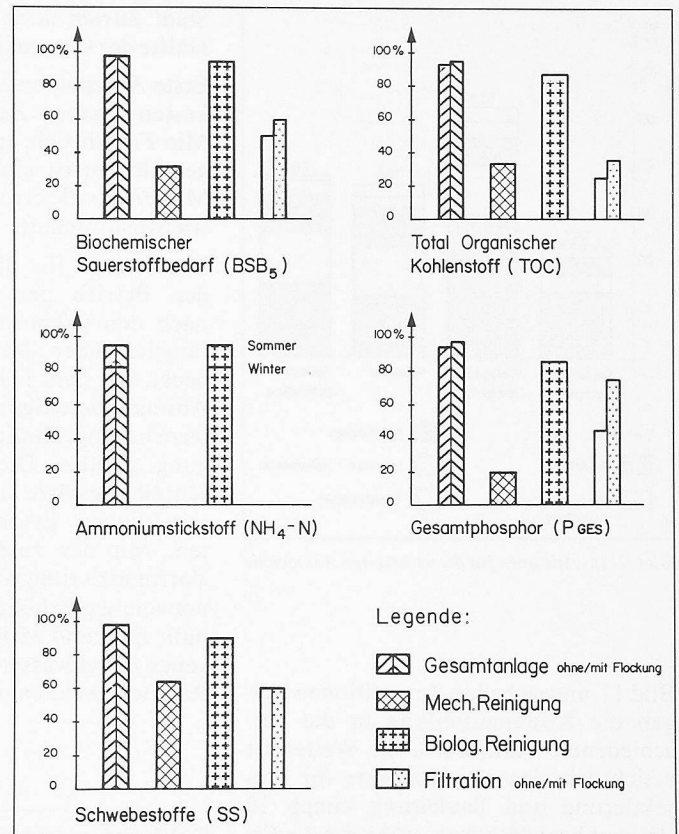 100%
80
60
40
20
0
Biochemischer
Sauerstoffbedarf (BSB₅)
100%
80
60
40
20
0
Total Organischer
Kohlenstoff (TOC)
100%
80
60
40
20
0
Sommer
Winter
Ammoniumstickstoff (NH₄-N)
100%
80
60
40
20
0
Gesamtphosphor (P GES)
100%
80
60
40
20
0
Schwebestoffe (SS)
Legende:
Gesamtanlage ohne/mit Flockung
Mech.Reinigung
Biolog.Reinigung
Filtration ohne/mit Flockung